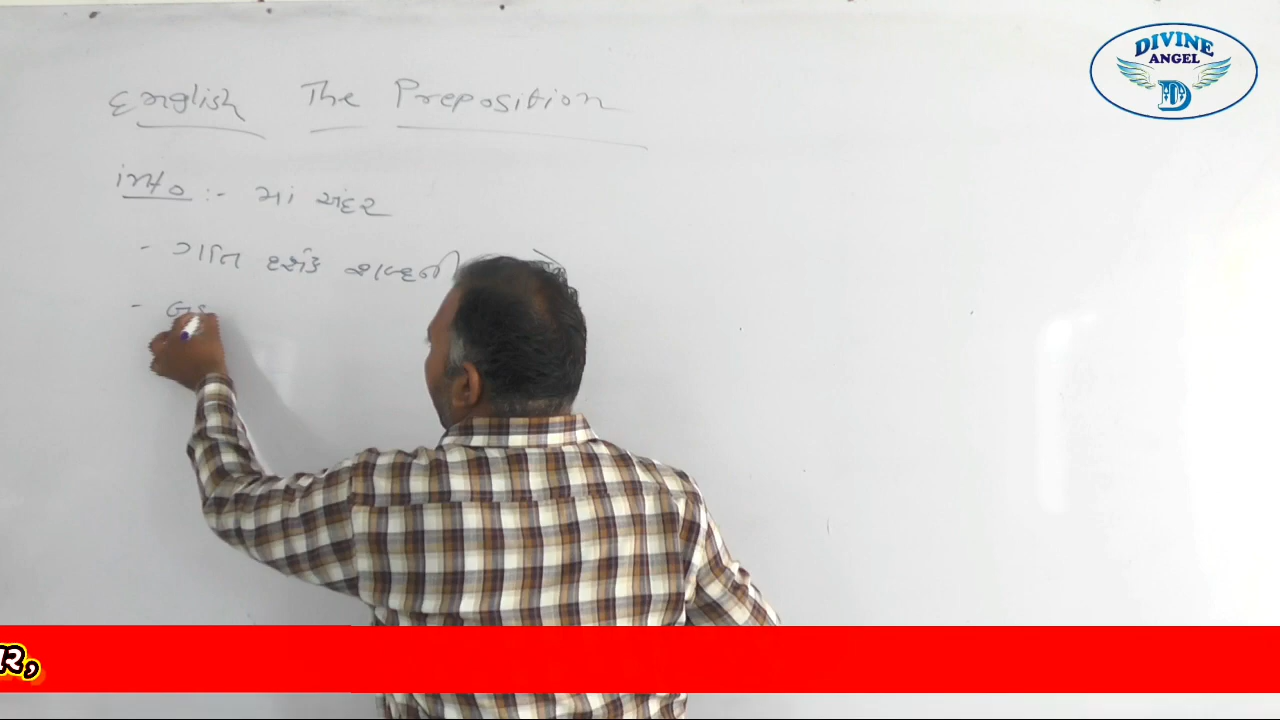 English The Preposition
into :- માં અંદર
- ગતિ દર્શક શબ્દની
-
DIVINE
ANGEL
D
ર,